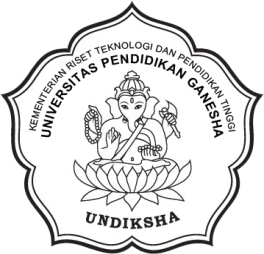 KEMENTERIAN RISET TEKNOLOGI DAN PENDIDIKAN TINGGI
UNIVERSITAS PENDIDIKAN GANESHA
UNDIKSHA